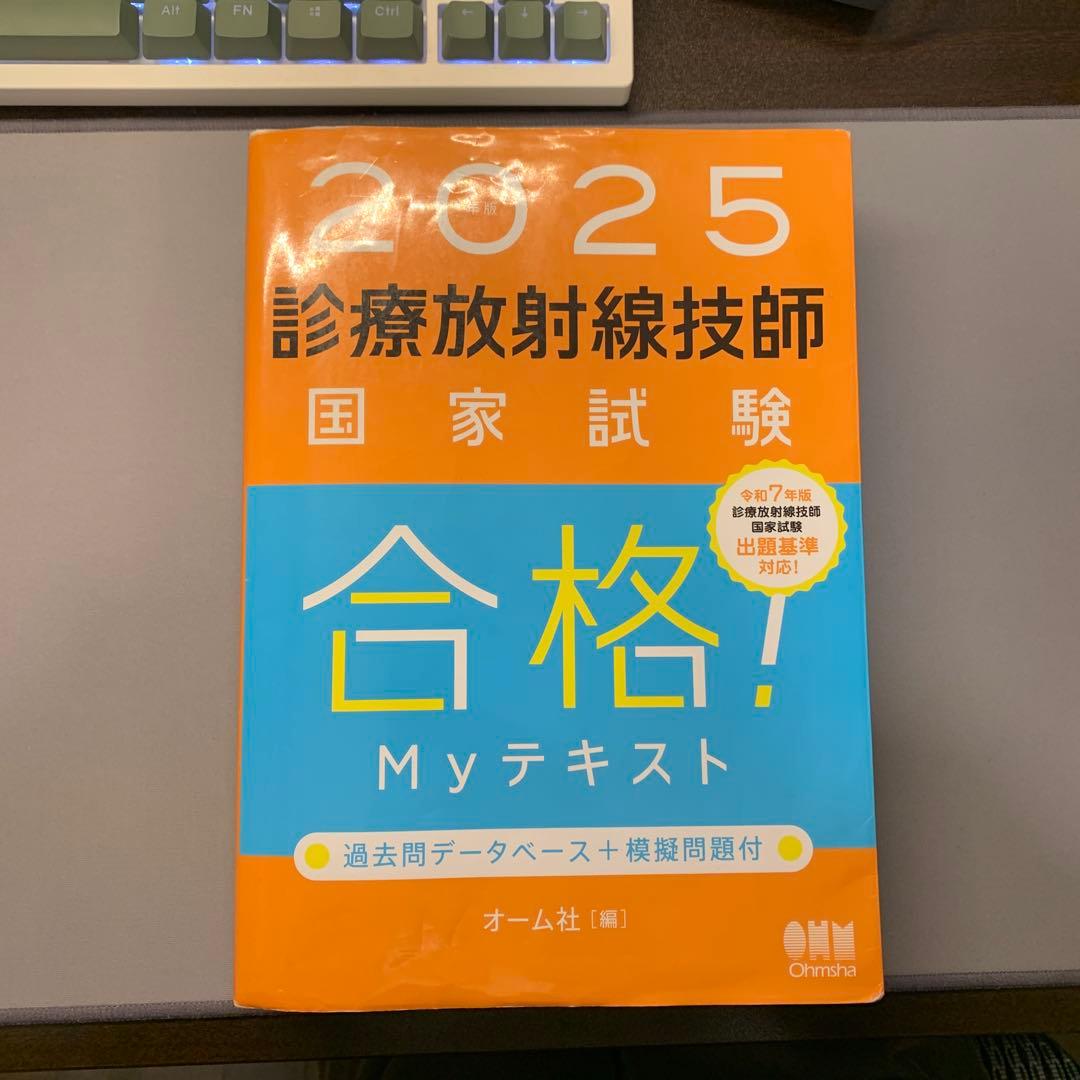 Alt FN Ctrl ← ↓ →
2025
年版
診療放射線技師
国家試験
令和7年版
診療放射線技師
国家試験
出題基準
対応!
合格!
Myテキスト
過去問データベース+模擬問題付
オーム社[編]
OHM
Ohmsha